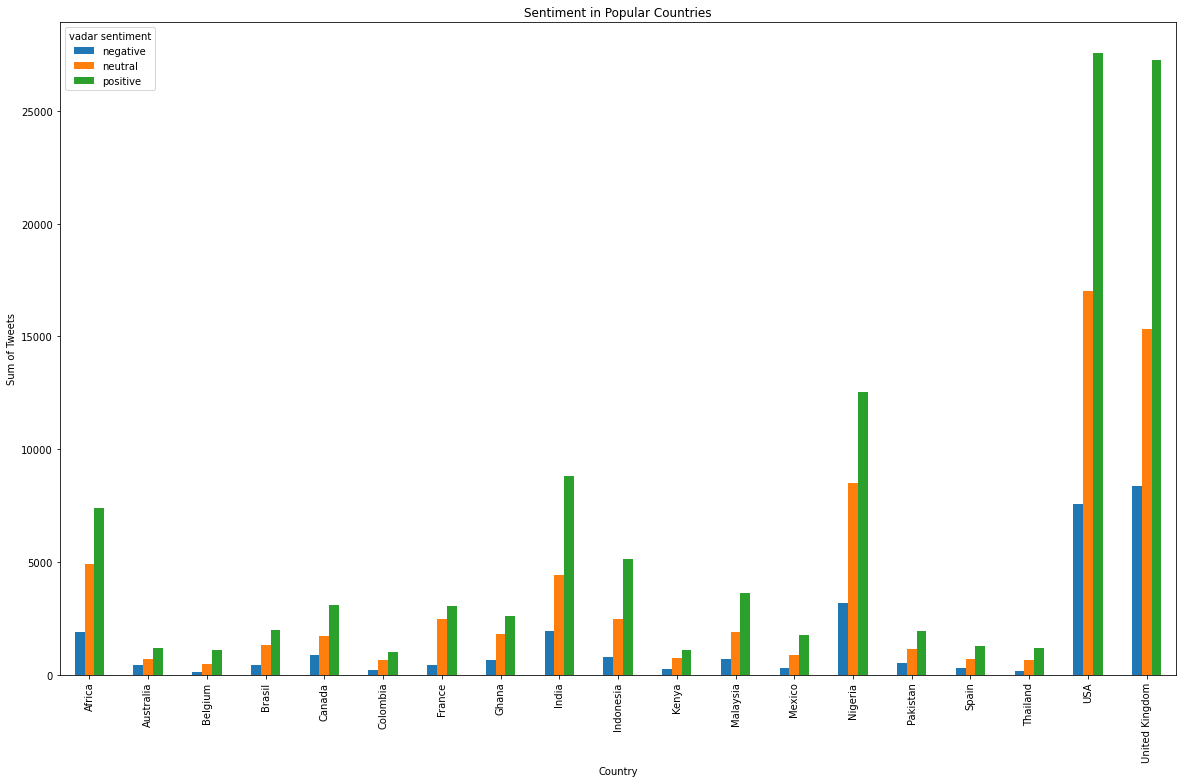 Sentiment in Popular Countries
vadar sentiment
negative
neutral
positive
25000
20000
15000
10000
5000
0
Sum of Tweets
Africa
Australia
Belgium
Brasil
Canada
Colombia
France
Ghana
India
Indonesia
Kenya
Malaysia
Mexico
Nigeria
Pakistan
Spain
Thailand
USA
United Kingdom
Country